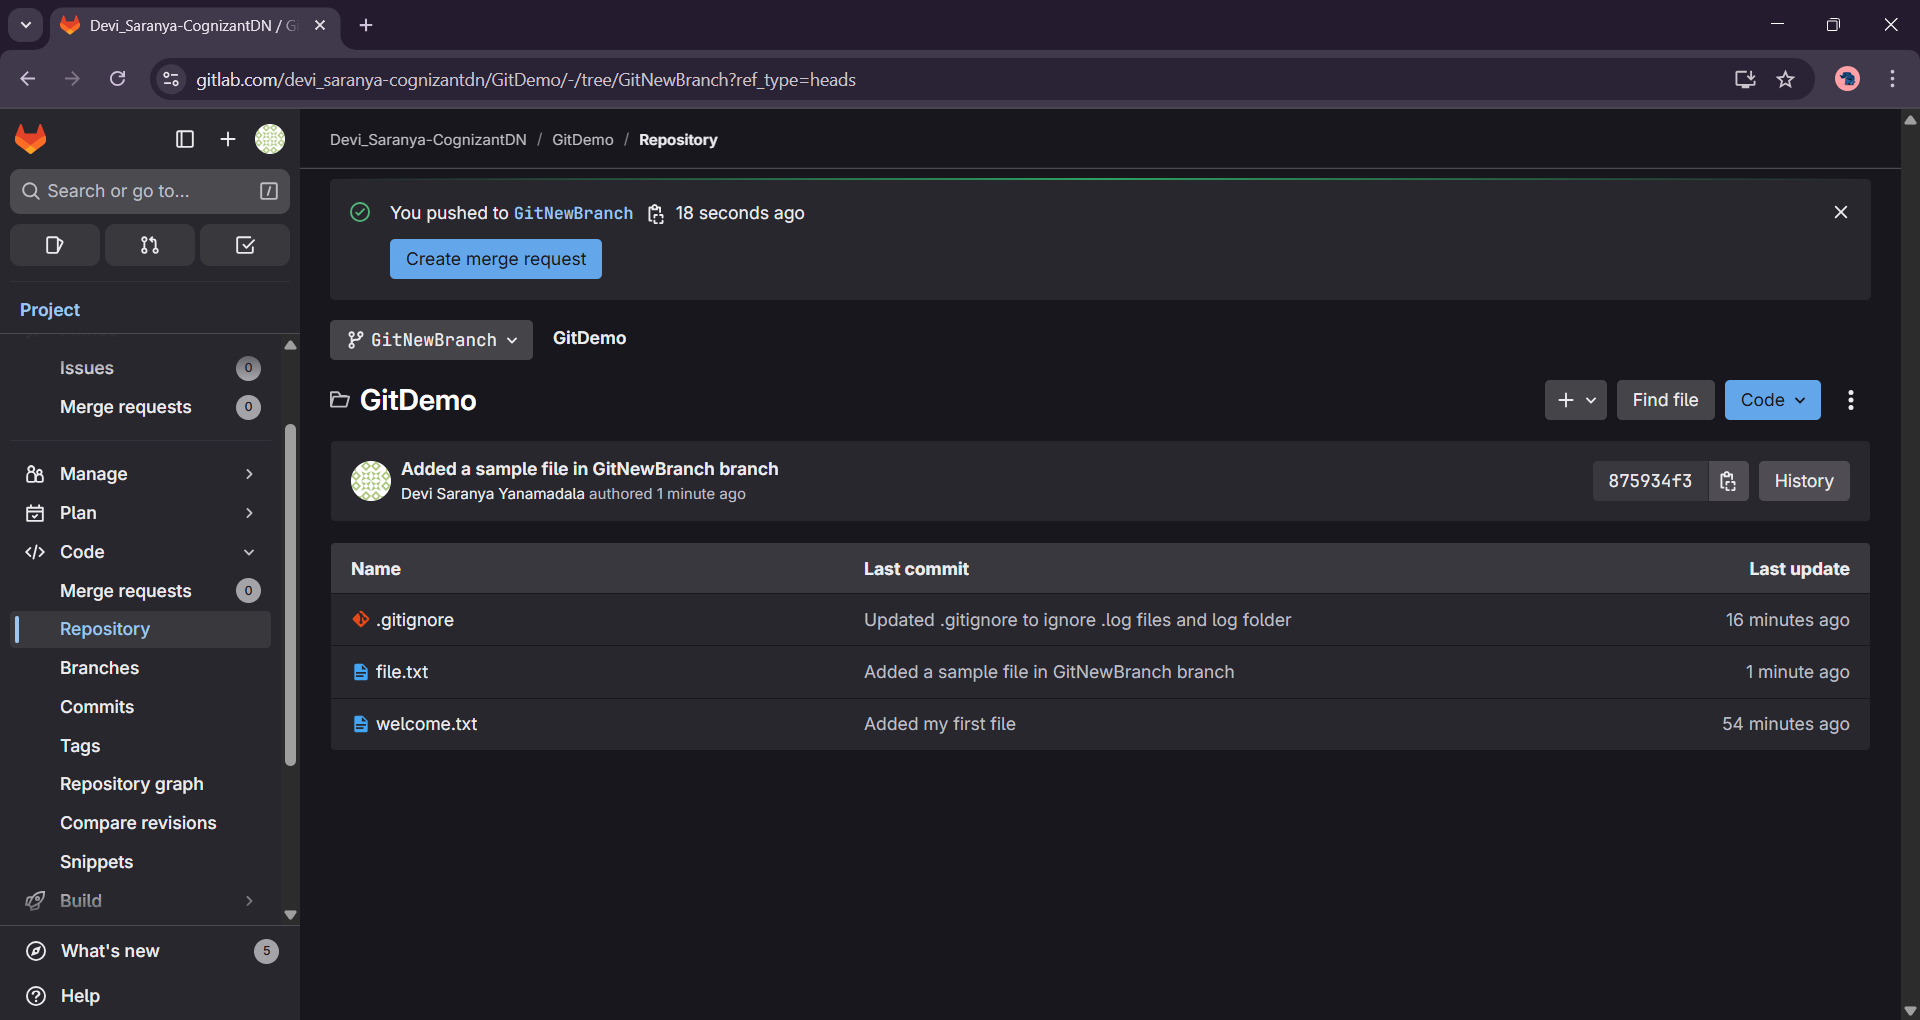 Devi_Saranya-CognizantDN / Gi
gitlab.com/devi_saranya-cognizantdn/GitDemo/-/tree/GitNewBranch?ref_type=heads
Search or go to...
/
Project
Issues 0
Merge requests 0
Manage
Plan
Code
Merge requests 0
Repository
Branches
Commits
Tags
Repository graph
Compare revisions
Snippets
Build
What's new 5
Help
Devi_Saranya-CognizantDN / GitDemo / Repository
You pushed to GitNewBranch 18 seconds ago
Create merge request
GitNewBranch GitDemo
GitDemo
Find file Code
Added a sample file in GitNewBranch branch
Devi Saranya Yanamadala authored 1 minute ago
875934f3 History
Name Last commit Last update
.gitignore Updated .gitignore to ignore .log files and log folder 16 minutes ago
file.txt Added a sample file in GitNewBranch branch 1 minute ago
welcome.txt Added my first file 54 minutes ago